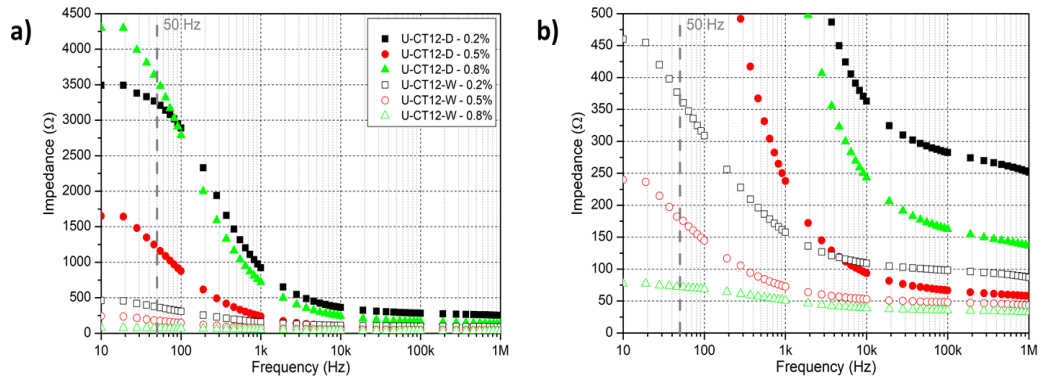 a)
50 Hz
U-CT12-D - 0.2%
U-CT12-D - 0.5%
U-CT12-D - 0.8%
U-CT12-W - 0.2%
U-CT12-W - 0.5%
U-CT12-W - 0.8%
Impedance (Ω)
4500
4000
3500
3000
2500
2000
1500
1000
500
10 100 1k 10k 100k 1M
Frequency (Hz)
b)
50 Hz
Impedance (Ω)
500
450
400
350
300
250
200
150
100
50
0
10 100 1k 10k 100k 1M
Frequency (Hz)